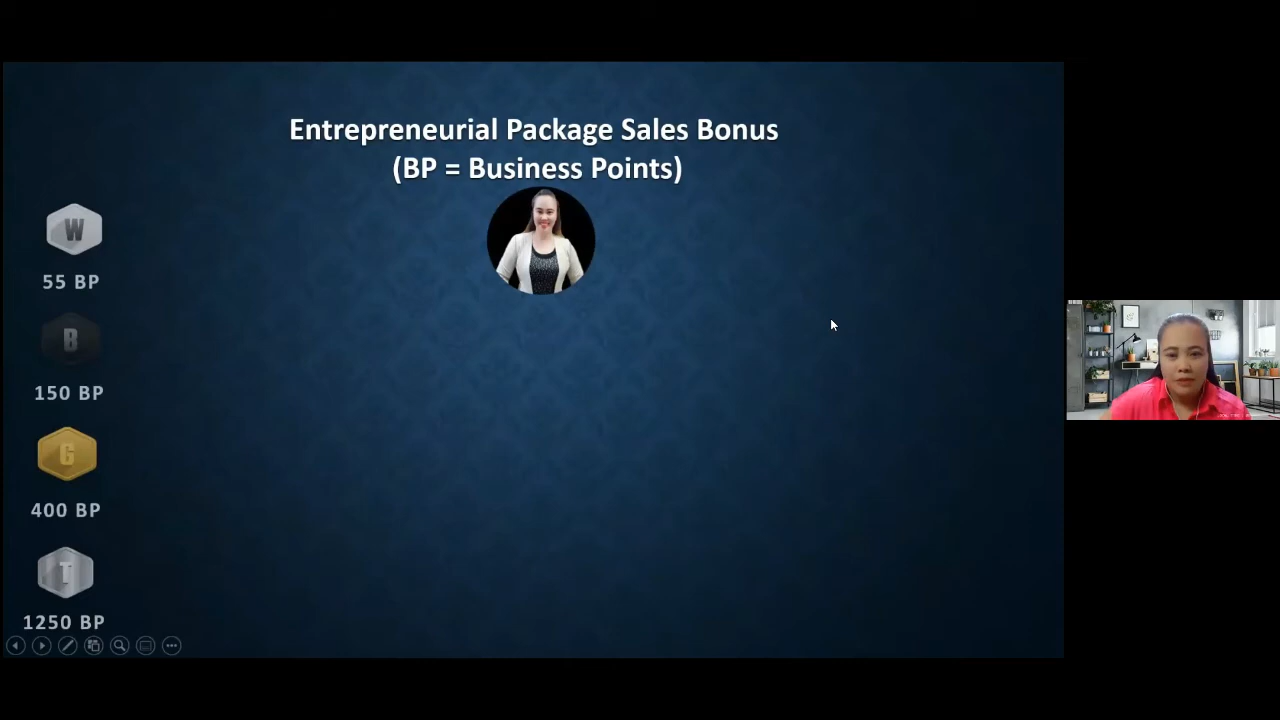 Entrepreneurial Package Sales Bonus
(BP = Business Points)
W
55 BP
B
150 BP
G
400 BP
T
1250 BP